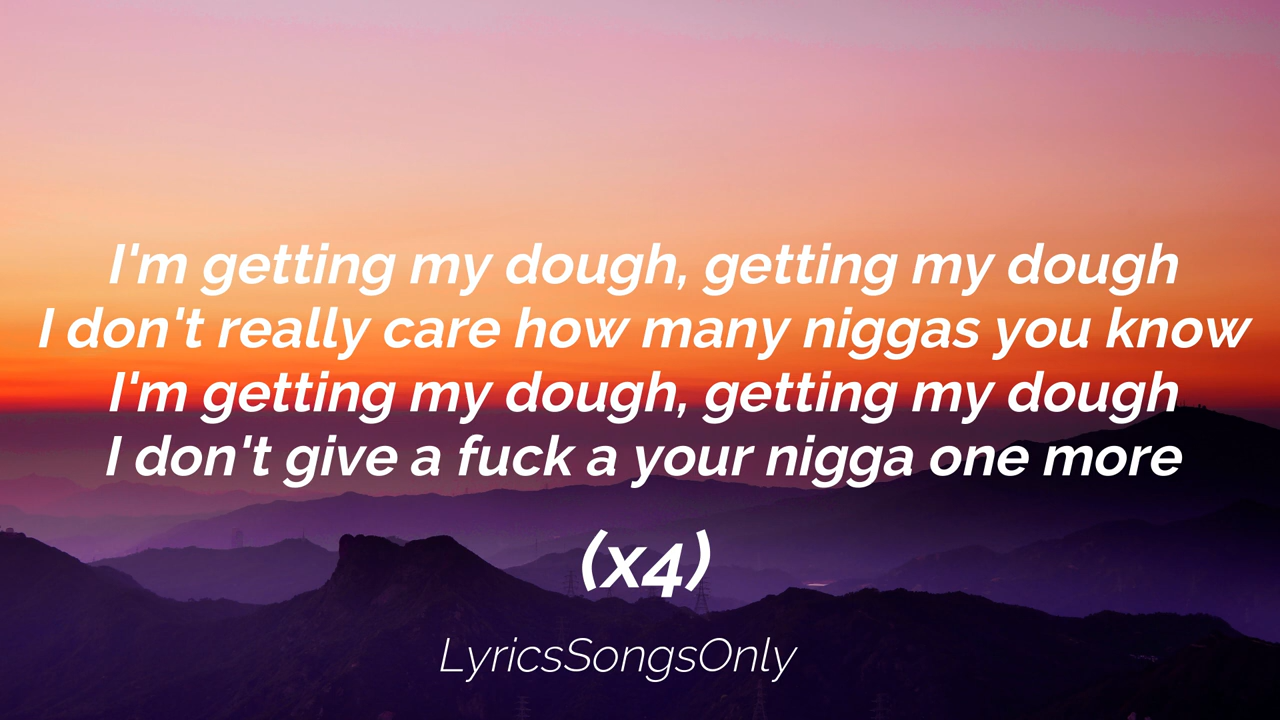 I'm getting my dough, getting my dough
I don't really care how many niggas you know
I'm getting my dough, getting my dough
I don't give a fuck a your nigga one more
(x4)
LyricsSongsOnly